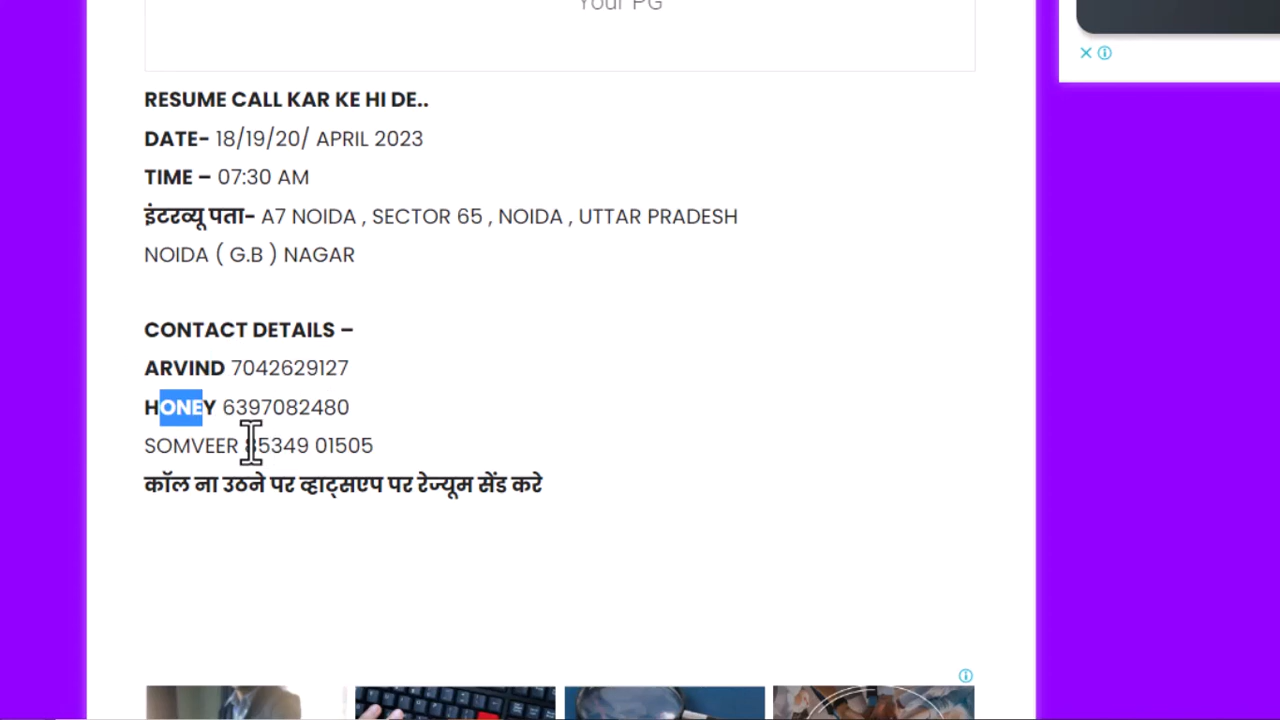 Your PG
RESUME CALL KAR KE HI DE..
DATE- 18/19/20/ APRIL 2023
TIME – 07:30 AM
इंटरव्यू पता- A7 NOIDA , SECTOR 65 , NOIDA , UTTAR PRADESH
NOIDA ( G.B ) NAGAR
CONTACT DETAILS –
ARVIND 7042629127
HONEY 6397082480
SOMVEER 85349 01505
कॉल ना उठने पर व्हाट्सएप पर रेज्यूम सेंड करे